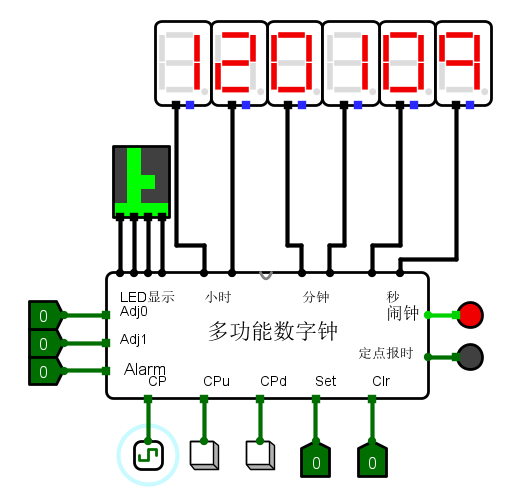 120109
LED显示 小时 分钟 秒
Adj0 闹钟
0
多功能数字钟
Adj1
0
定点报时
Alarm
0
CP CPu CPd Set Clr
0 0